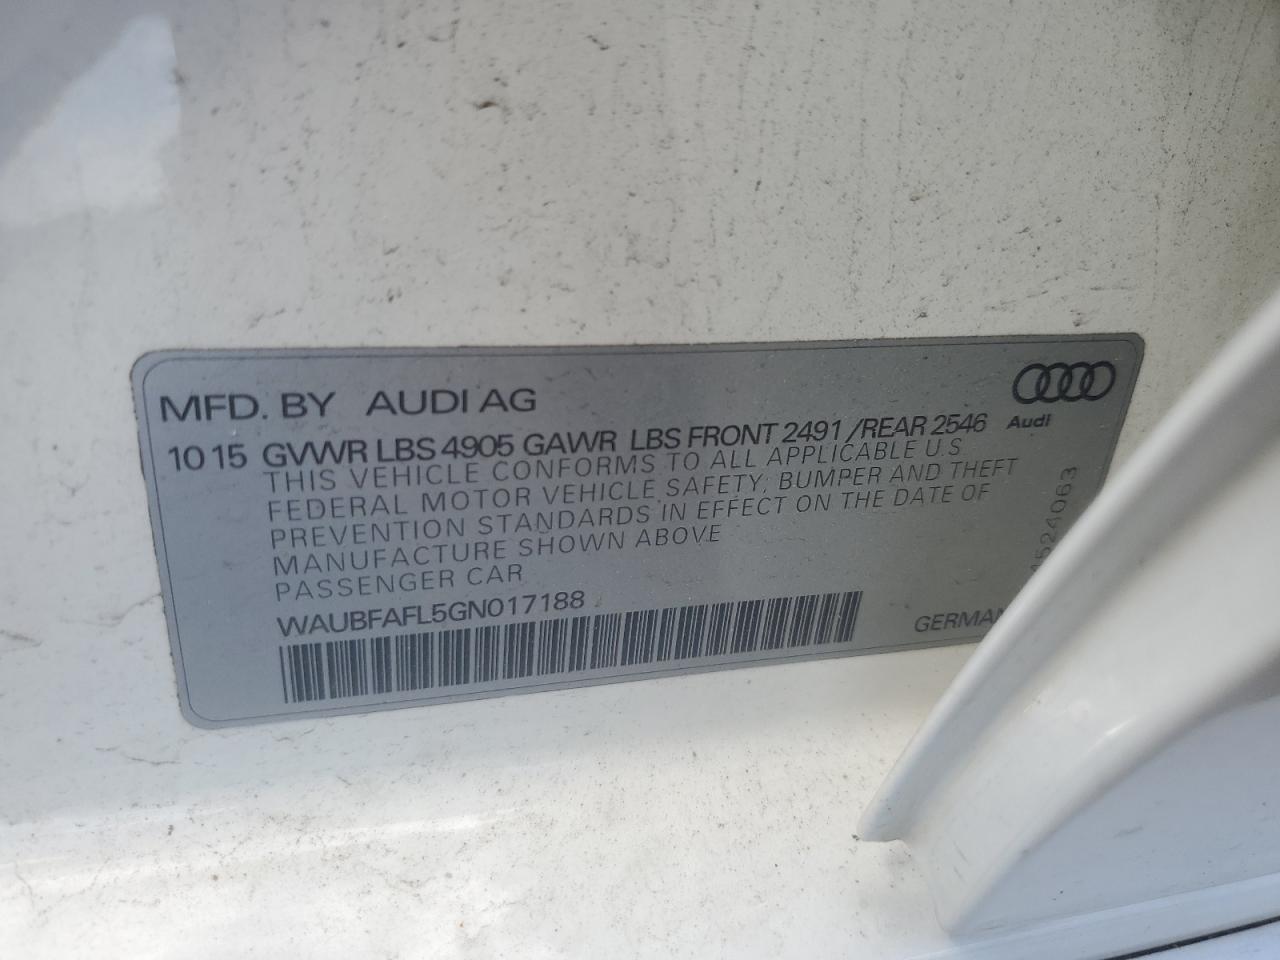 MFD. BY AUDI AG
Audi
10 15 GVWR LBS 4905 GAWR LBS FRONT 2491 /REAR 2546
THIS VEHICLE CONFORMS TO ALL APPLICABLE U.S
FEDERAL MOTOR VEHICLE SAFETY, BUMPER AND THEFT
PREVENTION STANDARDS IN EFFECT ON THE DATE OF
MANUFACTURE SHOWN ABOVE
PASSENGER CAR
WAUBFAFL5GN017188